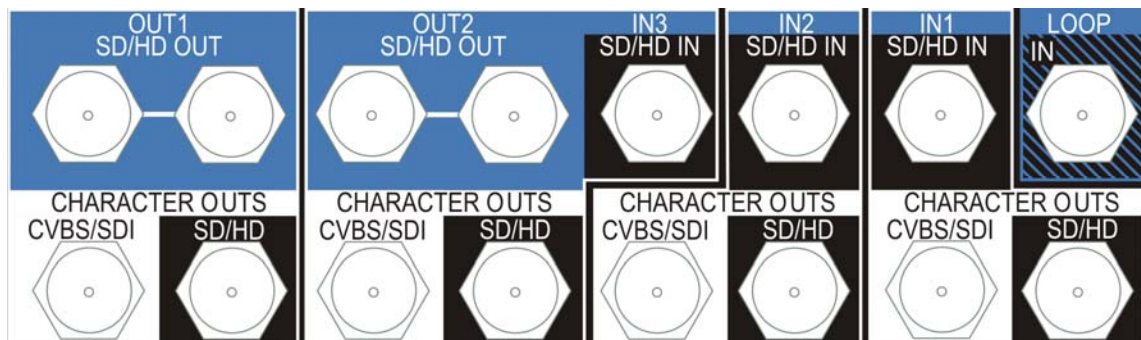 OUT1
SD/HD OUT
OUT2
SD/HD OUT
IN3
SD/HD IN
IN2
SD/HD IN
IN1
SD/HD IN
LOOP
IN
CHARACTER OUTS
CVBS/SDI
SD/HD
CHARACTER OUTS
CVBS/SDI
SD/HD
CHARACTER OUTS
CVBS/SDI
SD/HD
CHARACTER OUTS
CVBS/SDI
SD/HD